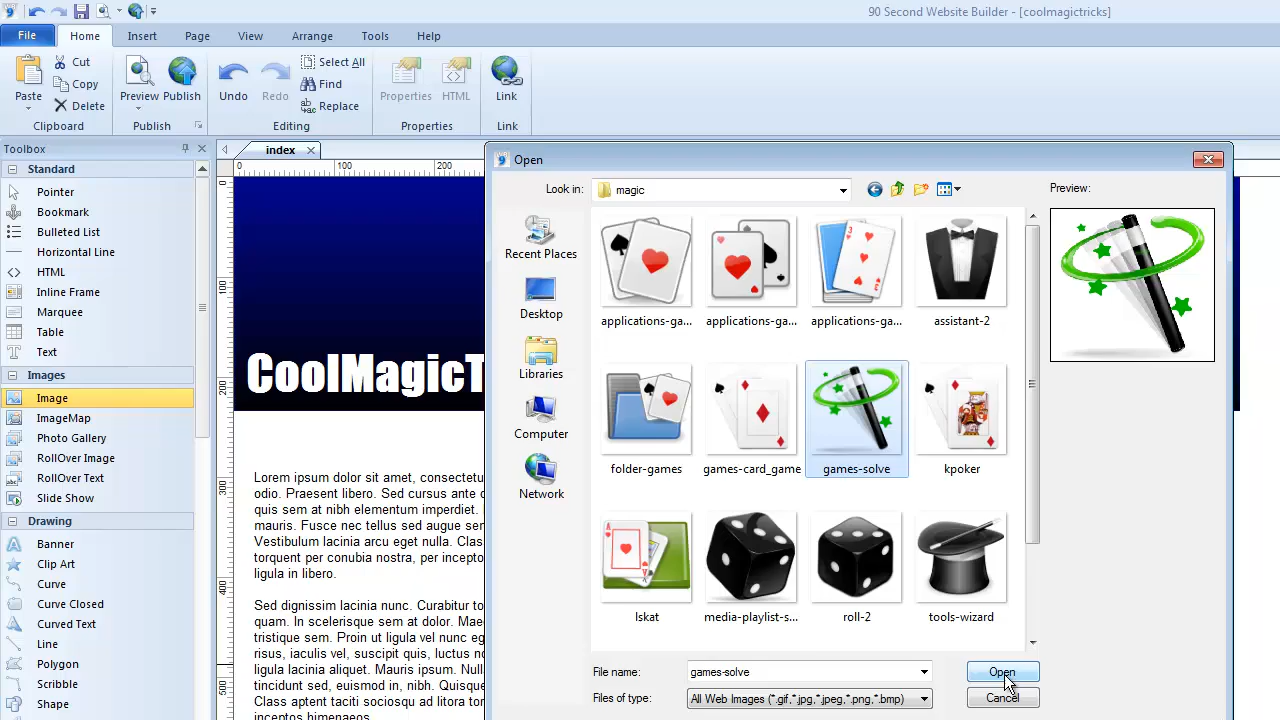 90 Second Website Builder - [coolmagictricks]
File Home Insert Page View Arrange Tools Help
Paste Cut Copy Delete Preview Publish Undo Redo Select All Find Replace Properties HTML Link
Clipboard Publish Editing Properties Link
Toolbox
Standard
Pointer
Bookmark
Bulleted List
Horizontal Line
HTML
Inline Frame
Marquee
Table
Text
Images
Image
ImageMap
Photo Gallery
RollOver Image
RollOver Text
Slide Show
Drawing
Banner
Clip Art
Curve
Curve Closed
Curved Text
Line
Polygon
Scribble
Shape
index
0 100 200
0
100
200
300
400
500
CoolMagicT
Lorem ipsum dolor sit amet, consectetu
odio. Praesent libero. Sed cursus ante d
quis sem at nibh elementum imperdiet.
mauris. Fusce nec tellus sed augue sem
Vestibulum lacinia arcu eget nulla. Clas
torquent per conubia nostra, per incepto
ligula in libero.
Sed dignissim lacinia nunc. Curabitur to
quam. In scelerisque sem at dolor. Maec
tristique sem. Proin ut ligula vel nunc eg
risus, iaculis vel, suscipit quis, luctus no
ligula lacinia aliquet. Mauris ipsum. Null
tincidunt sed, euismod in, nibh. Quisque
Class aptent taciti sociosqu ad litora tor
inceptos himenaeos.
Open
Look in: magic
Preview:
Recent Places
Desktop
Libraries
Computer
Network
applications-ga... applications-ga... applications-ga... assistant-2
folder-games games-card_game games-solve kpoker
lskat media-playlist-s... roll-2 tools-wizard
File name: games-solve Open
Files of type: All Web Images (*.gif,*.jpg,*.jpeg,*.png,*.bmp) Cancel